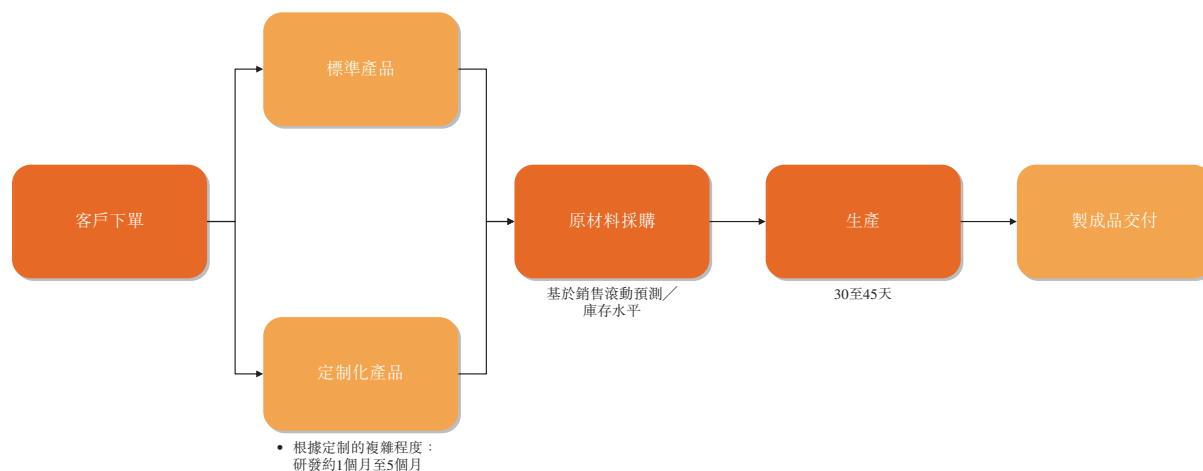 標準產品
客戶下單
原材料採購
生產
製成品交付
基於銷售滾動預測╱
庫存水平
30至45天
定制化產品
• 根據定制的複雜程度：
研發約1個月至5個月